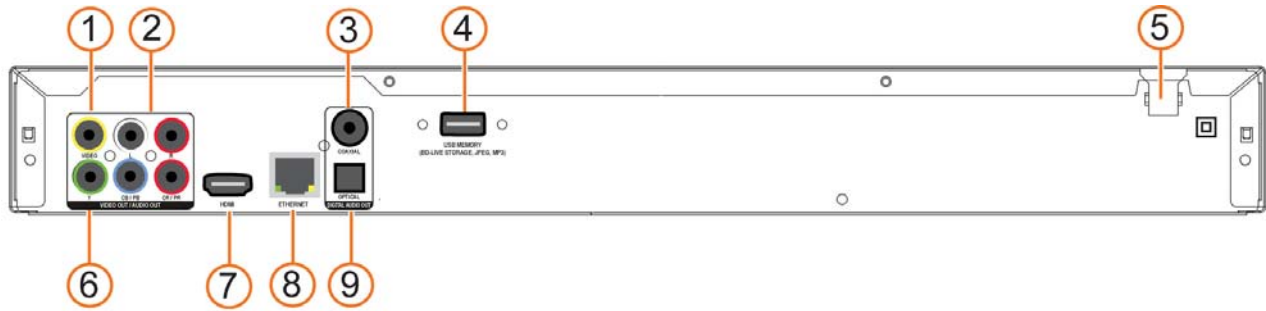 1 2 3 4 5
VIDEO L R
COAXIAL
USB MEMORY
(BD-LIVE STORAGE, JPEG, MP3)
Y CB / PB CR / PR
HDMI
ETHERNET
OPTICAL
VIDEO OUT / AUDIO OUT
DIGITAL AUDIO OUT
6 7 8 9